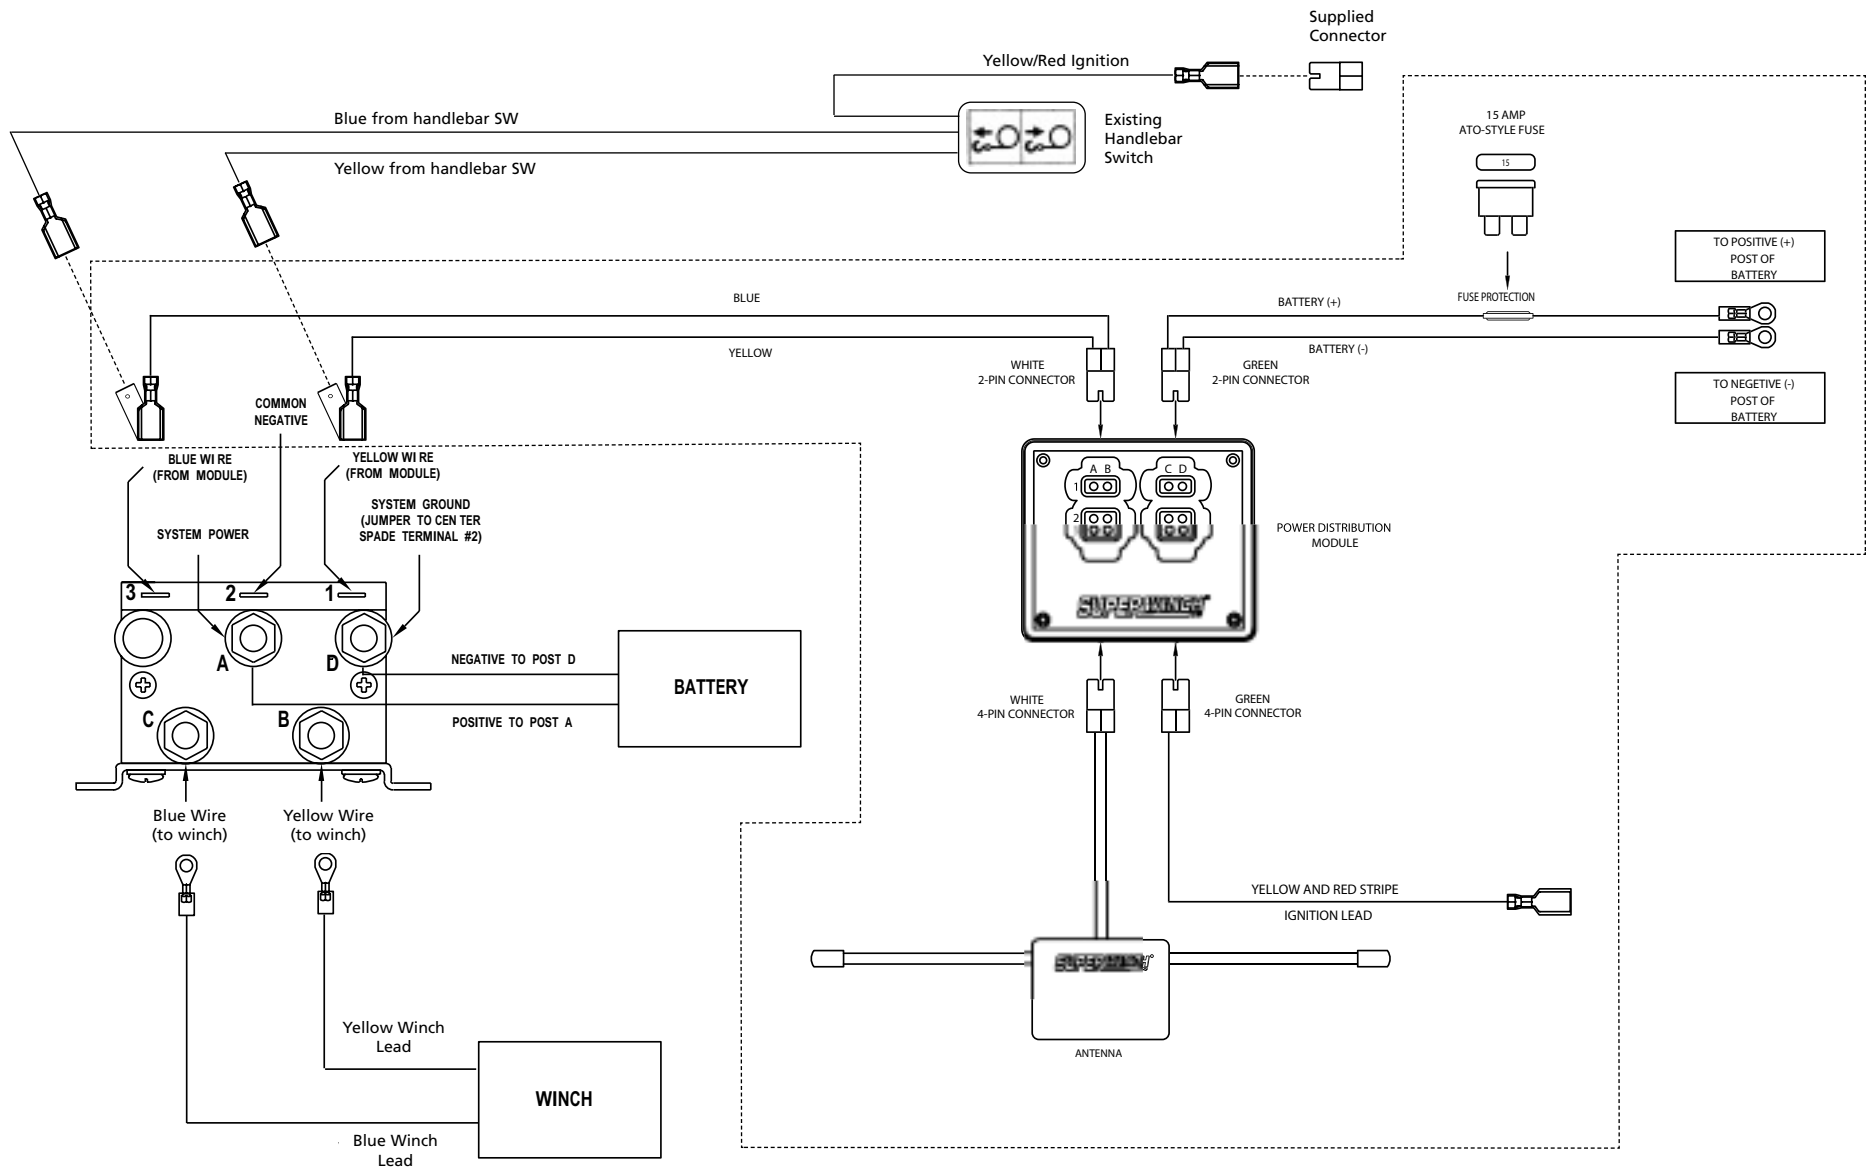 Supplied
Connector
Yellow/Red Ignition
Blue from handlebar SW
Yellow from handlebar SW
Existing
Handlebar
Switch
15 AMP
ATO-STYLE FUSE
15
TO POSITIVE (+)
POST OF
BATTERY
FUSE PROTECTION
BLUE
BATTERY (+)
YELLOW
BATTERY (-)
WHITE
2-PIN CONNECTOR
GREEN
2-PIN CONNECTOR
TO NEGETIVE (-)
POST OF
BATTERY
COMMON
NEGATIVE
BLUE WI RE
(FROM MODULE)
YELLOW WI RE
(FROM MODULE)
SYSTEM GROUND
(JUMPER TO CEN TER
SPADE TERMINAL #2)
SYSTEM POWER
A B
C D
1
2
POWER DISTRIBUTION
MODULE
SUPERWINCH
3
2
1
A
D
NEGATIVE TO POST D
BATTERY
POSITIVE TO POST A
C
B
WHITE
4-PIN CONNECTOR
GREEN
4-PIN CONNECTOR
Blue Wire
(to winch)
Yellow Wire
(to winch)
YELLOW AND RED STRIPE
IGNITION LEAD
SUPERWINCH
ANTENNA
Yellow Winch
Lead
WINCH
Blue Winch
Lead